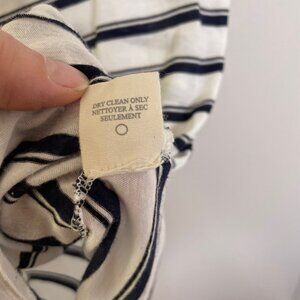 DRY CLEAN ONLY
NETTOYER À SEC
SEULEMENT